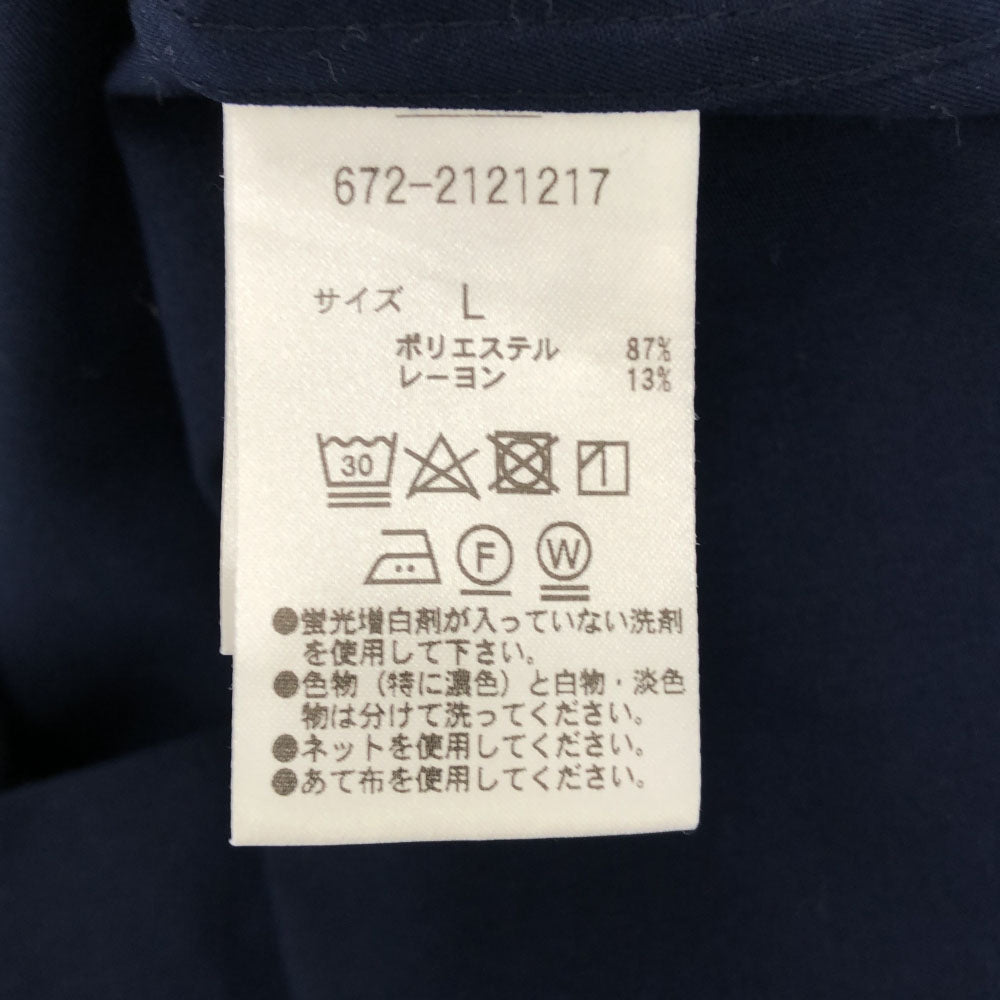 672-2121217
サイズ L
ポリエステル 87%
レーヨン 13%
30
F W
●蛍光増白剤が入っていない洗剤
を使用して下さい。
●色物(特に濃色)と白物・淡色
物は分けて洗ってください。
●ネットを使用してください。
●あて布を使用してください。